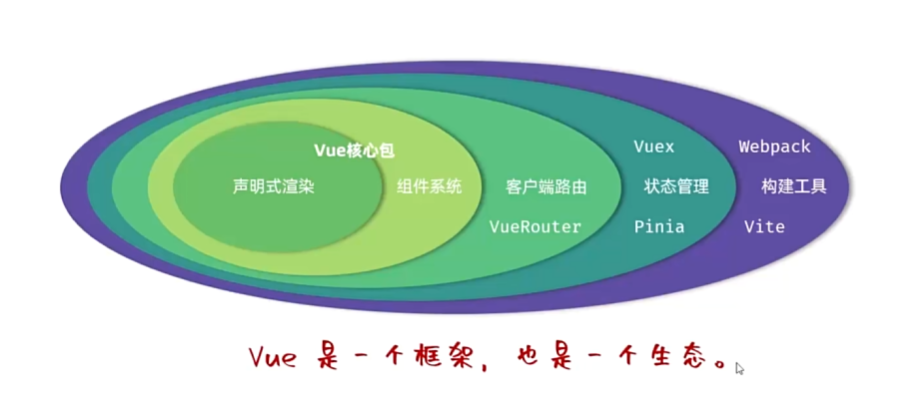 Vue核心包
声明式渲染
组件系统
客户端路由
VueRouter
Vuex
状态管理
Pinia
Webpack
构建工具
Vite
Vue 是一个框架，也是一个生态。